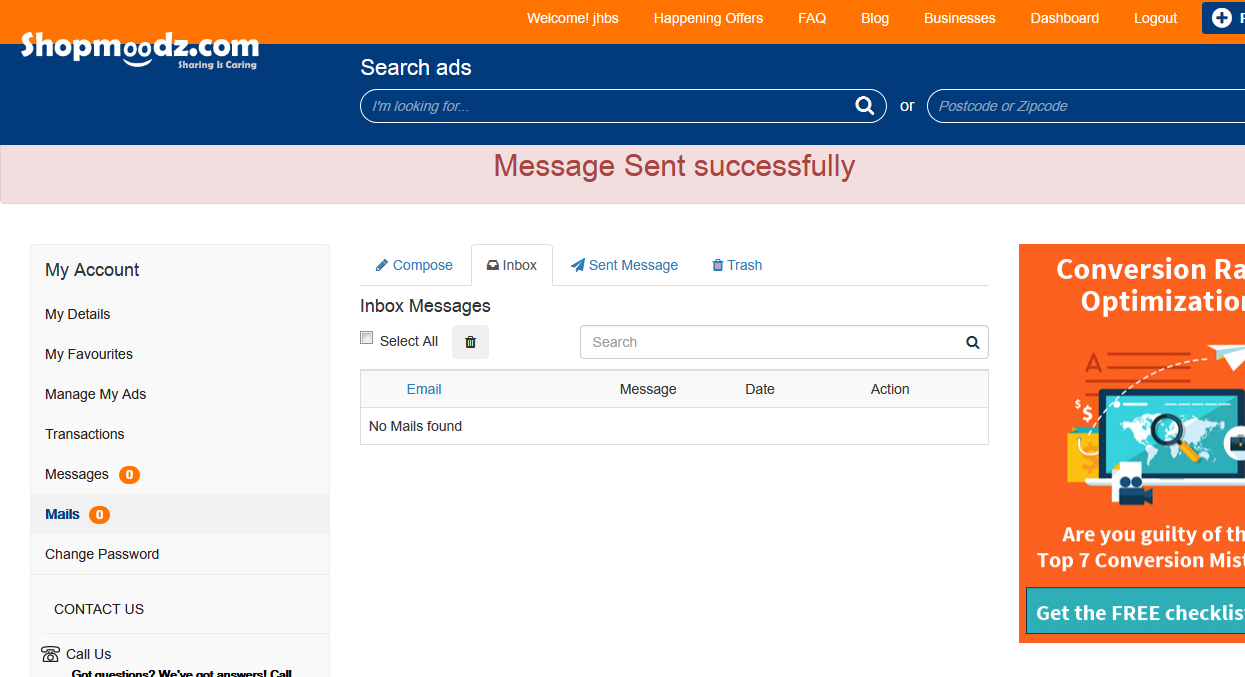 Welcome! jhbs Happening Offers FAQ Blog Businesses Dashboard Logout
Shopmoodz.com
Sharing Is Caring
Search ads
I'm looking for... or Postcode or Zipcode
Message Sent successfully
My Account
My Details
My Favourites
Manage My Ads
Transactions
Messages 0
Mails 0
Change Password
CONTACT US
Call Us
Got questions? We've got answers! Call
Compose Inbox Sent Message Trash
Inbox Messages
Select All Search
Email Message Date Action
No Mails found
Conversion Ra
Optimization
A
$
$
Are you guilty of th
Top 7 Conversion Mist
Get the FREE checklis